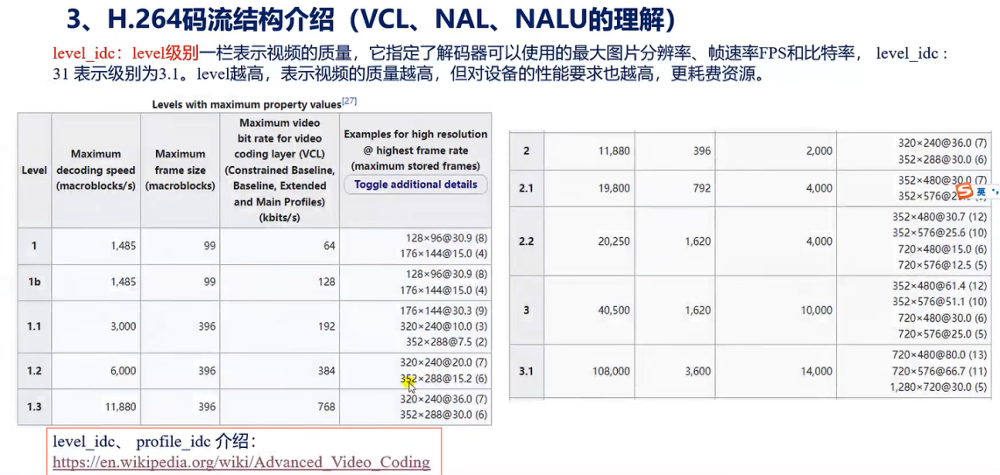 3、H.264码流结构介绍（VCL、NAL、NALU的理解）
level_idc：level级别一栏表示视频的质量，它指定了解码器可以使用的最大图片分辨率、帧速率FPS和比特率， level_idc :
31 表示级别为3.1。level越高，表示视频的质量越高，但对设备的性能要求也越高，更耗费资源。
Levels with maximum property values[27]
Level
Maximum
decoding speed
(macroblocks/s)
Maximum
frame size
(macroblocks)
Maximum video
bit rate for video
coding layer (VCL)
(Constrained Baseline,
Baseline, Extended
and Main Profiles)
(kbits/s)
Examples for high resolution
@ highest frame rate
(maximum stored frames)
Toggle additional details
1 1,485 99 64
128×96@30.9 (8)
176×144@15.0 (4)
1b 1,485 99 128
128×96@30.9 (8)
176×144@15.0 (4)
1.1 3,000 396 192
176×144@30.3 (9)
320×240@10.0 (3)
352×288@7.5 (2)
1.2 6,000 396 384
320×240@20.0 (7)
352×288@15.2 (6)
1.3 11,880 396 768
320×240@36.0 (7)
352×288@30.0 (6)
2 11,880 396 2,000
320×240@36.0 (7)
352×288@30.0 (6)
2.1 19,800 792 4,000
352×480@30.0 (7)
352×576@2
2.2 20,250 1,620 4,000
352×480@30.7 (12)
352×576@25.6 (10)
720×480@15.0 (6)
720×576@12.5 (5)
3 40,500 1,620 10,000
352×480@61.4 (12)
352×576@51.1 (10)
720×480@30.0 (6)
720×576@25.0 (5)
3.1 108,000 3,600 14,000
720×480@80.0 (13)
720×576@66.7 (11)
1,280×720@30.0 (5)
S 英
level_idc、 profile_idc 介绍：
https://en.wikipedia.org/wiki/Advanced_Video_Coding